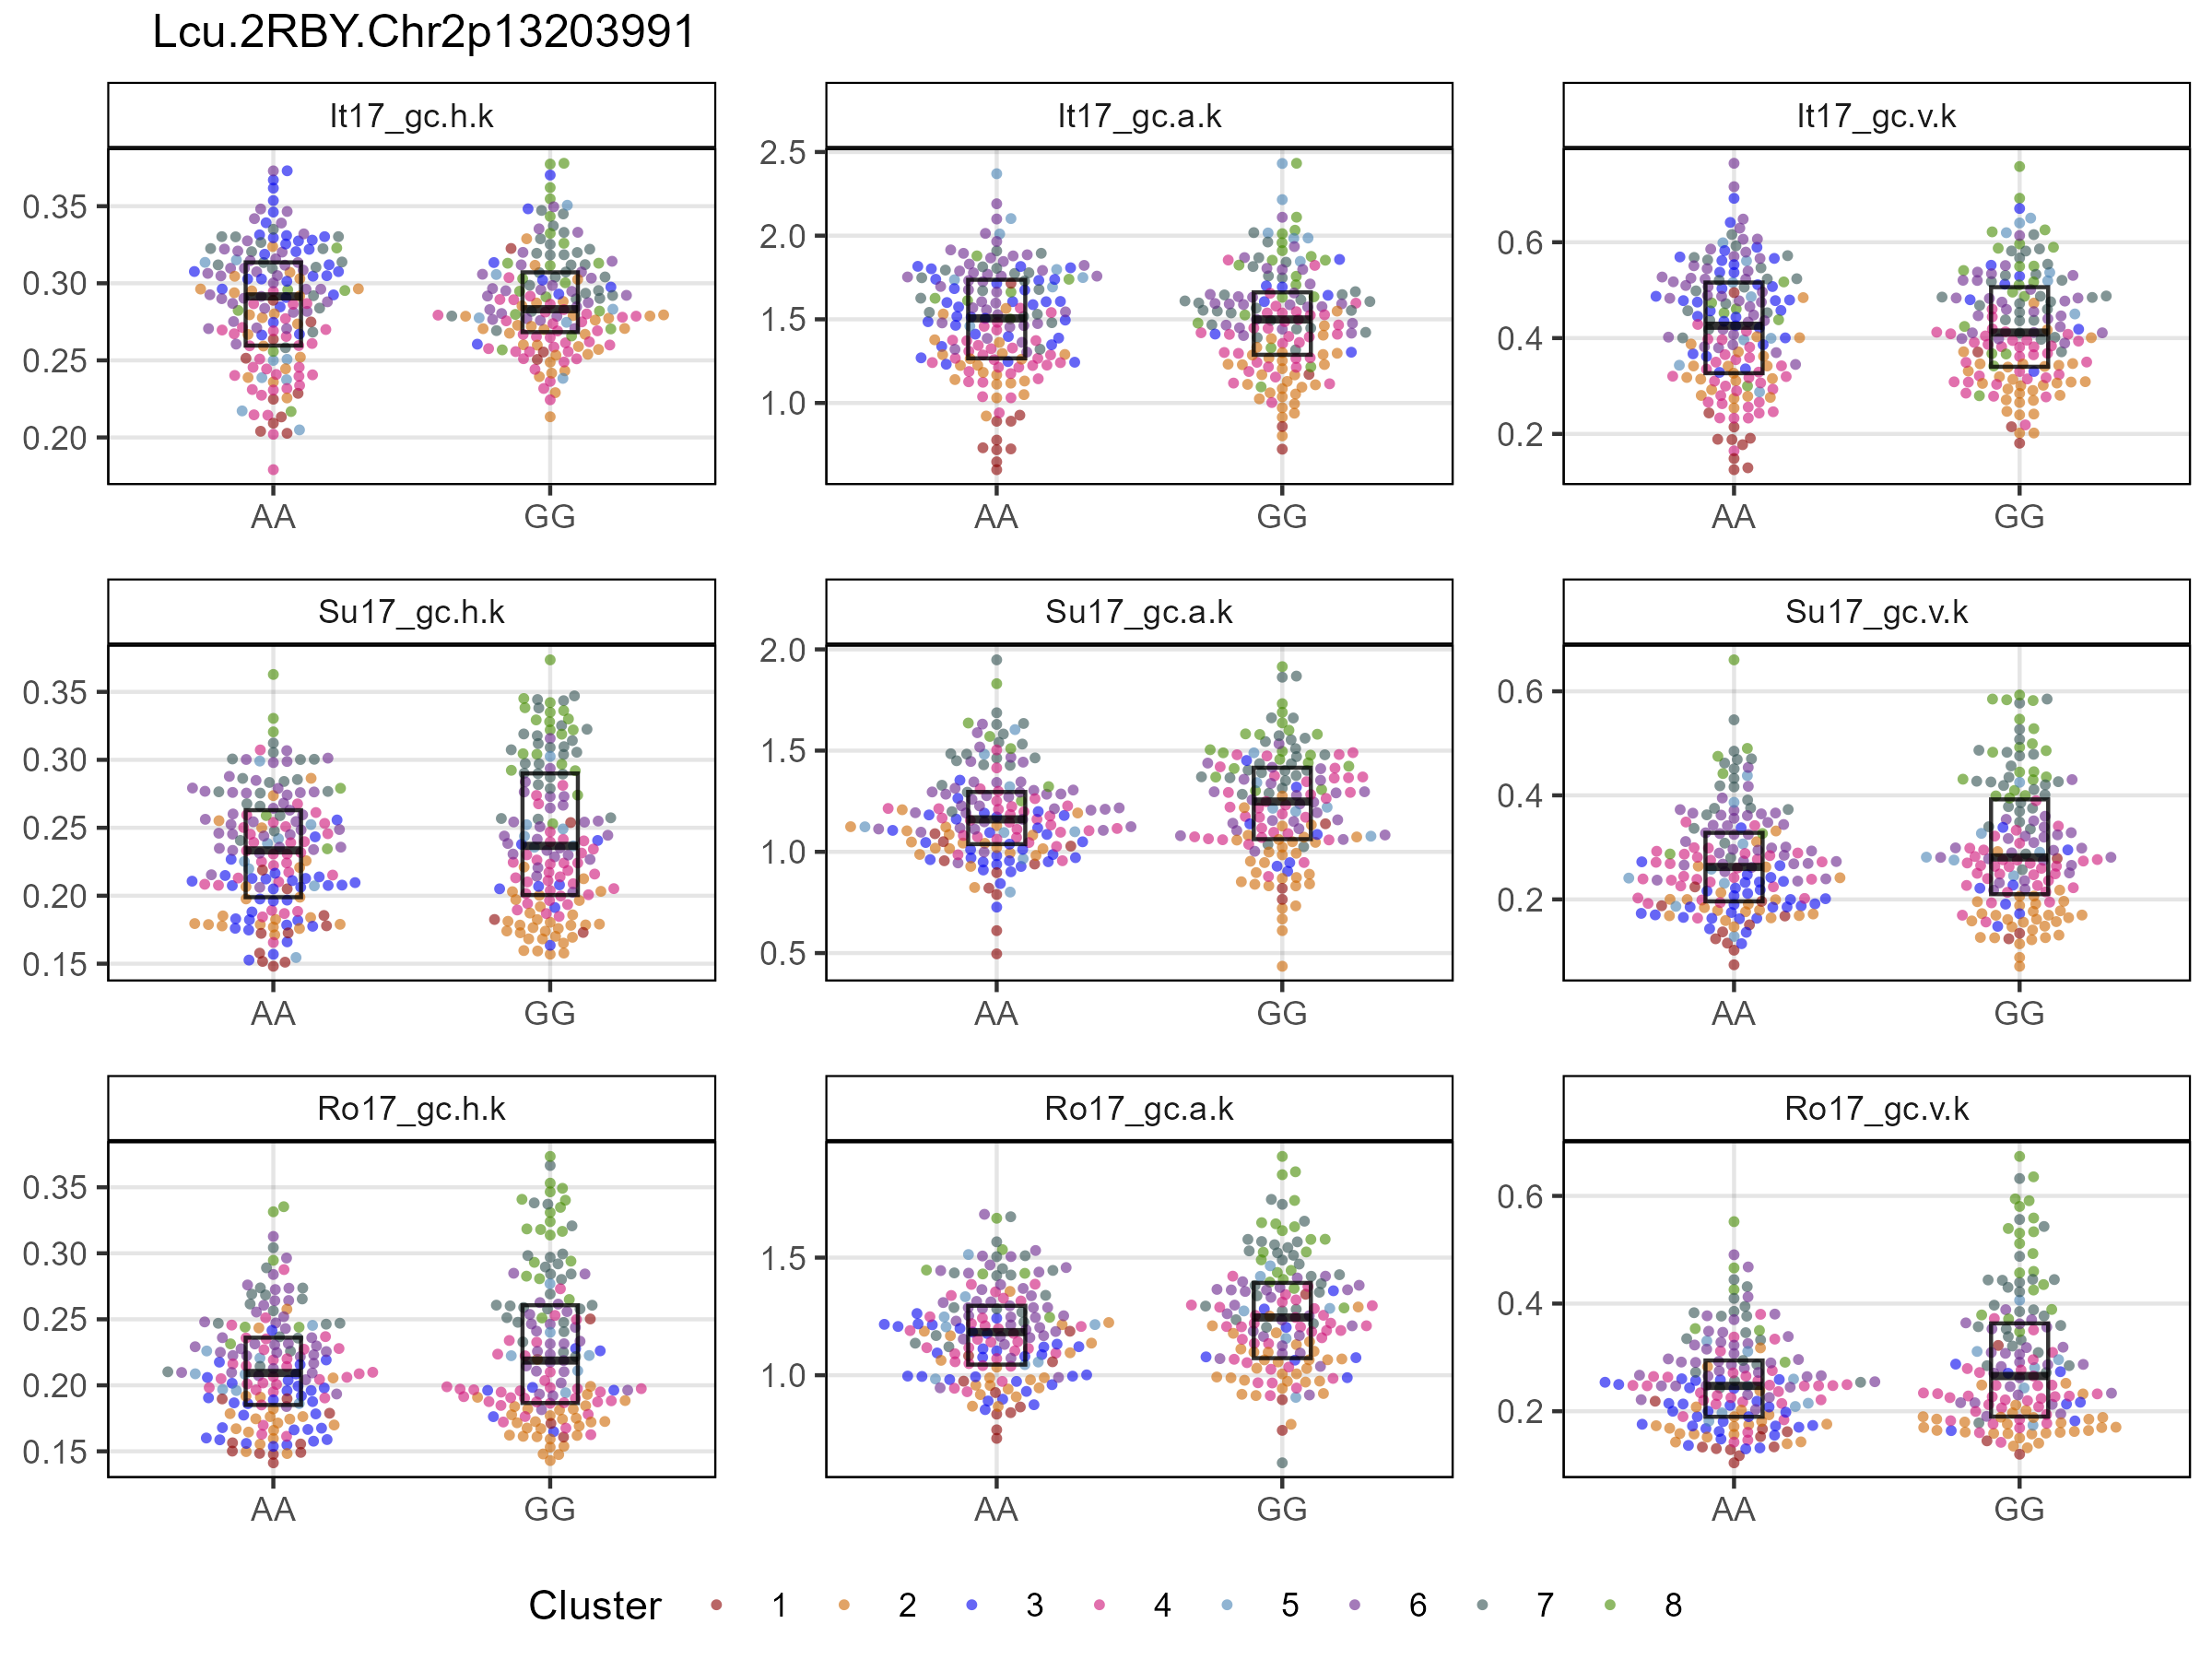 Lcu.2RBY.Chr2p13203991
It17_gc.h.k
It17_gc.a.k
It17_gc.v.k
0.35
0.30
0.25
0.20
AA
GG
2.5
2.0
1.5
1.0
AA
GG
0.6
0.4
0.2
AA
GG
Su17_gc.h.k
Su17_gc.a.k
Su17_gc.v.k
0.35
0.30
0.25
0.20
0.15
AA
GG
2.0
1.5
1.0
0.5
AA
GG
0.6
0.4
0.2
AA
GG
Ro17_gc.h.k
Ro17_gc.a.k
Ro17_gc.v.k
0.35
0.30
0.25
0.20
0.15
AA
GG
1.5
1.0
AA
GG
0.6
0.4
0.2
AA
GG
Cluster 1 2 3 4 5 6 7 8